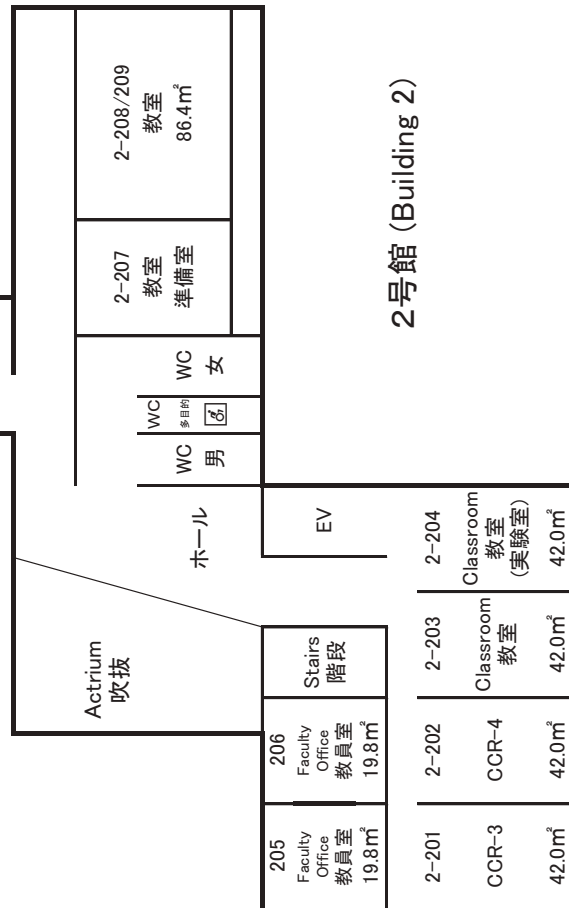 2-208/209
教室
86.4㎡
2-207
教室
準備室
WC
女
WC
多目的
WC
男
2号館 (Building 2)
ホール
EV
Actrium
吹抜
Stairs
階段
206
Faculty
Office
教員室
19.8㎡
205
Faculty
Office
教員室
19.8㎡
2-204
Classroom
教室
(実験室)
42.0㎡
2-203
Classroom
教室
42.0㎡
2-202
CCR-4
42.0㎡
2-201
CCR-3
42.0㎡